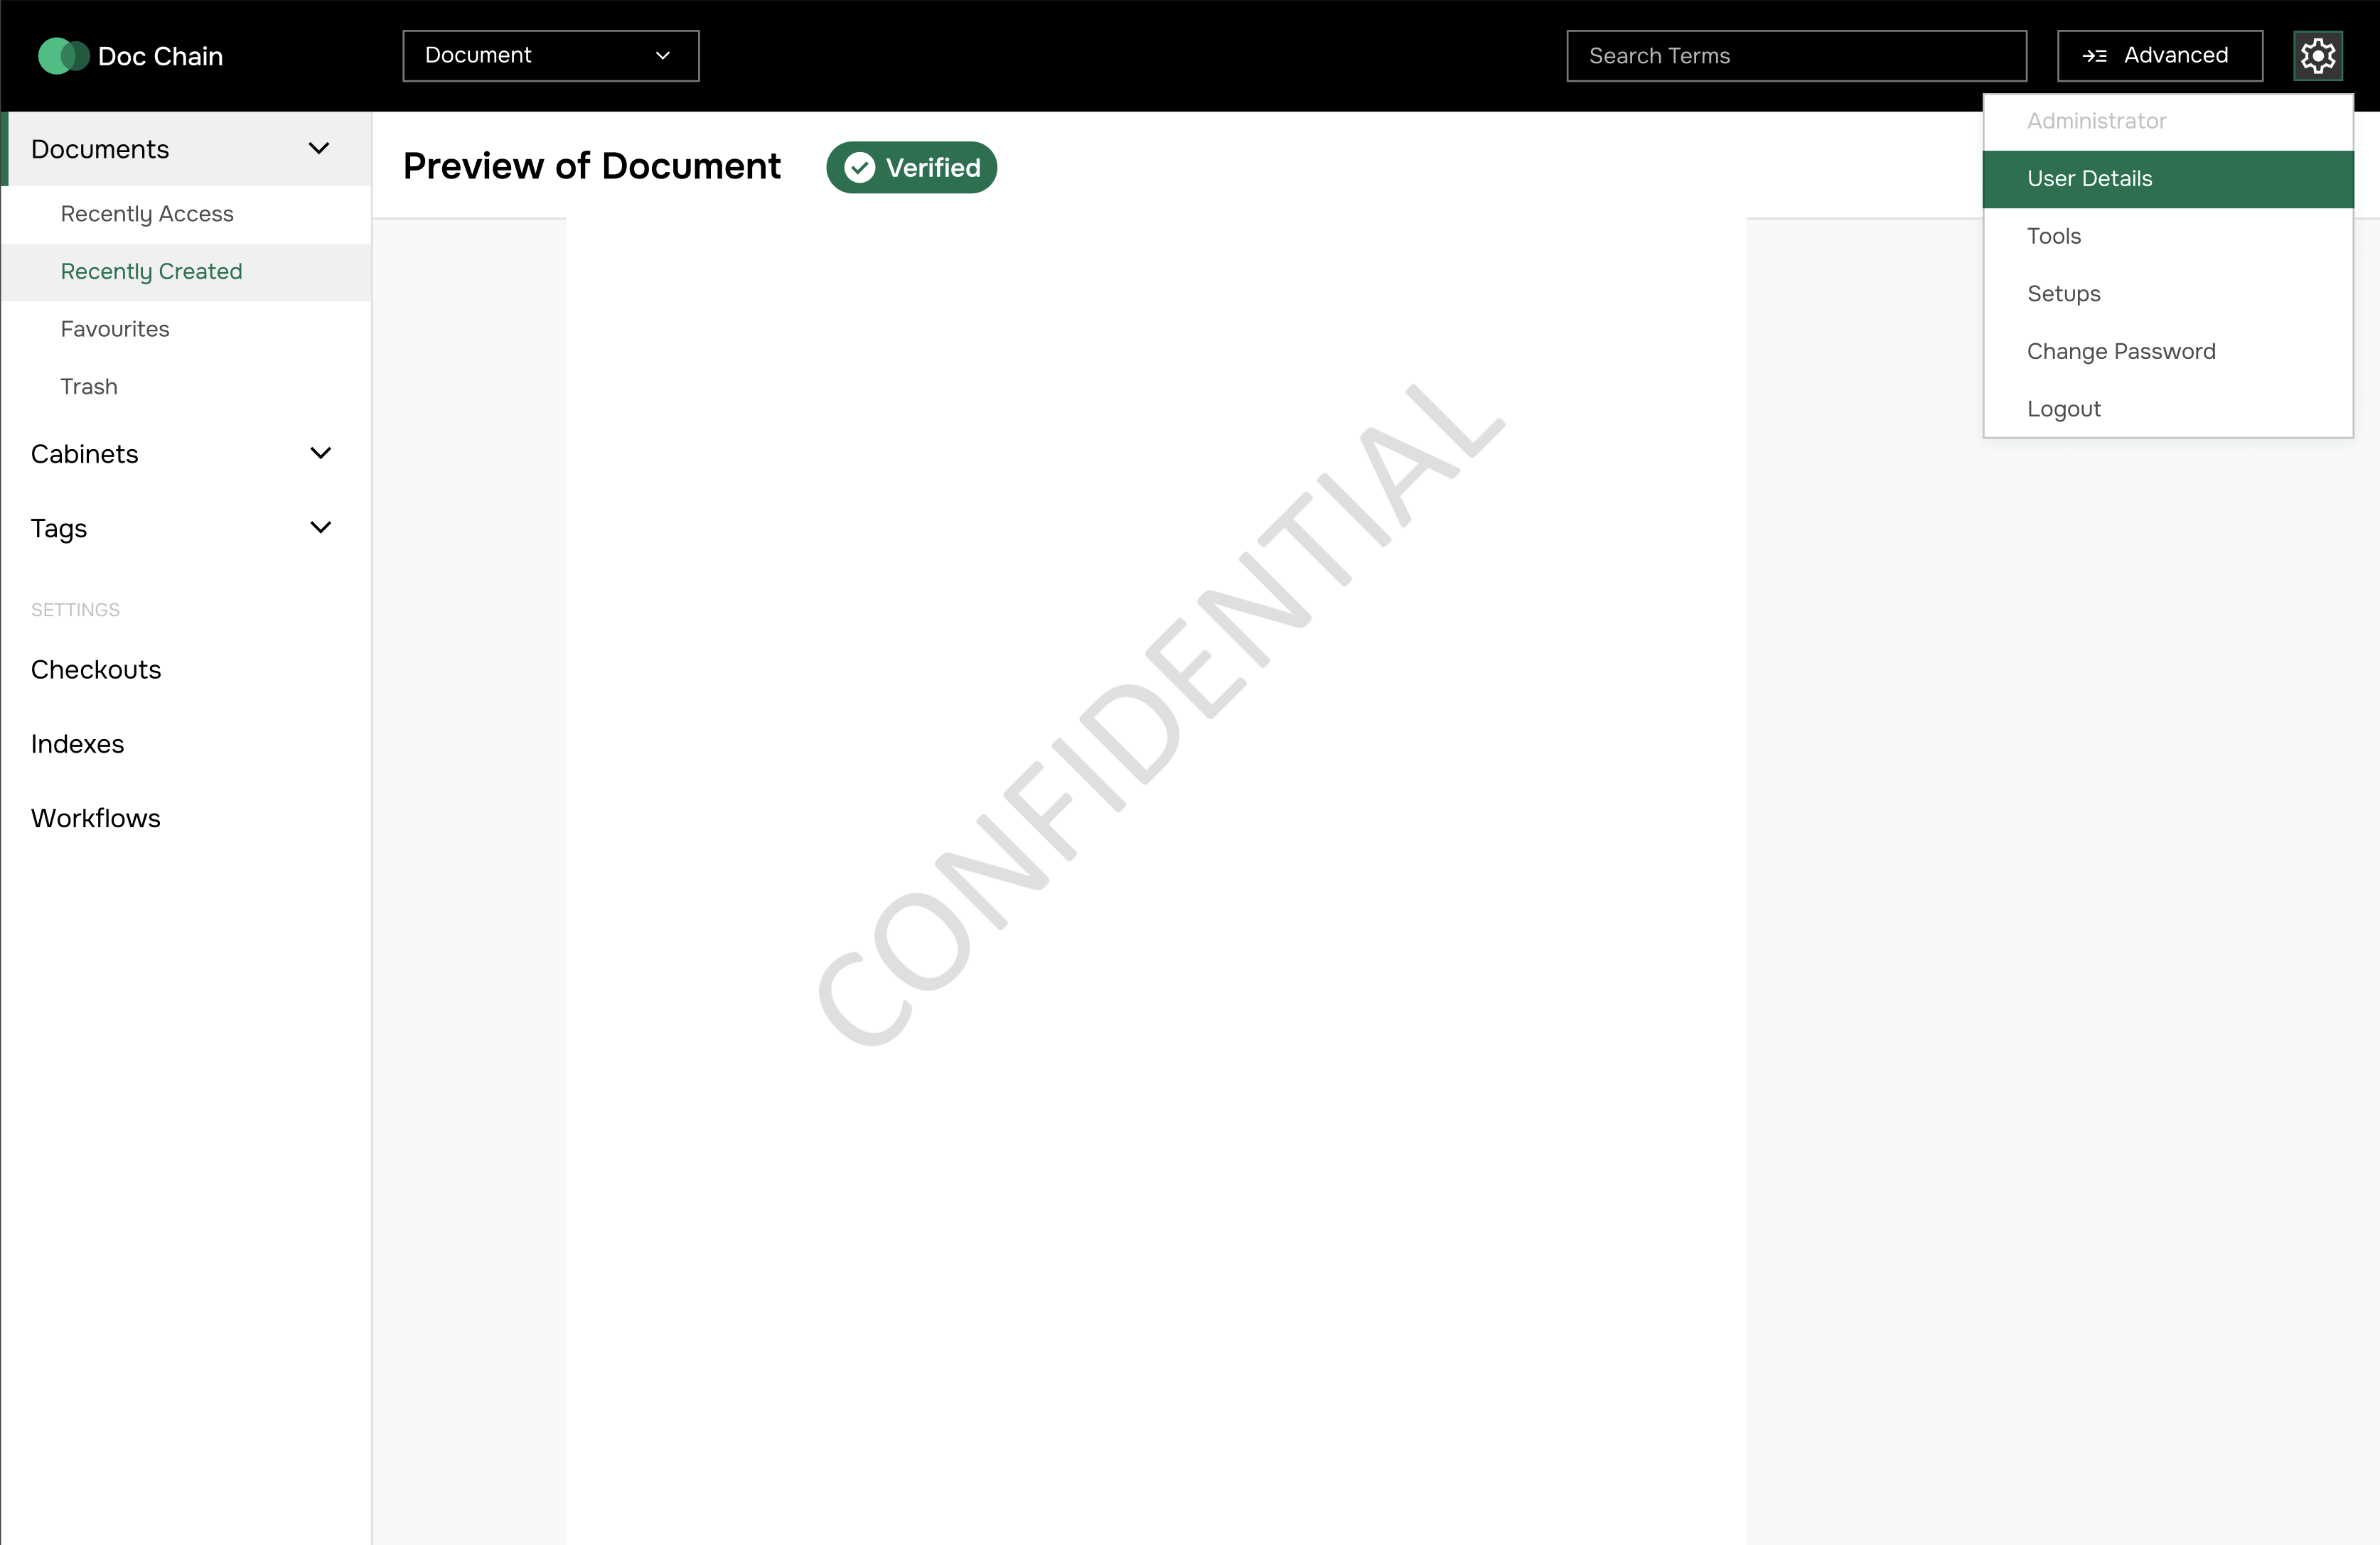 Doc Chain
Document
Search Terms
Advanced
Documents
Recently Access
Recently Created
Favourites
Trash
Cabinets
Tags
SETTINGS
Checkouts
Indexes
Workflows
Preview of Document
Verified
CONFIDENTIAL
Administrator
User Details
Tools
Setups
Change Password
Logout